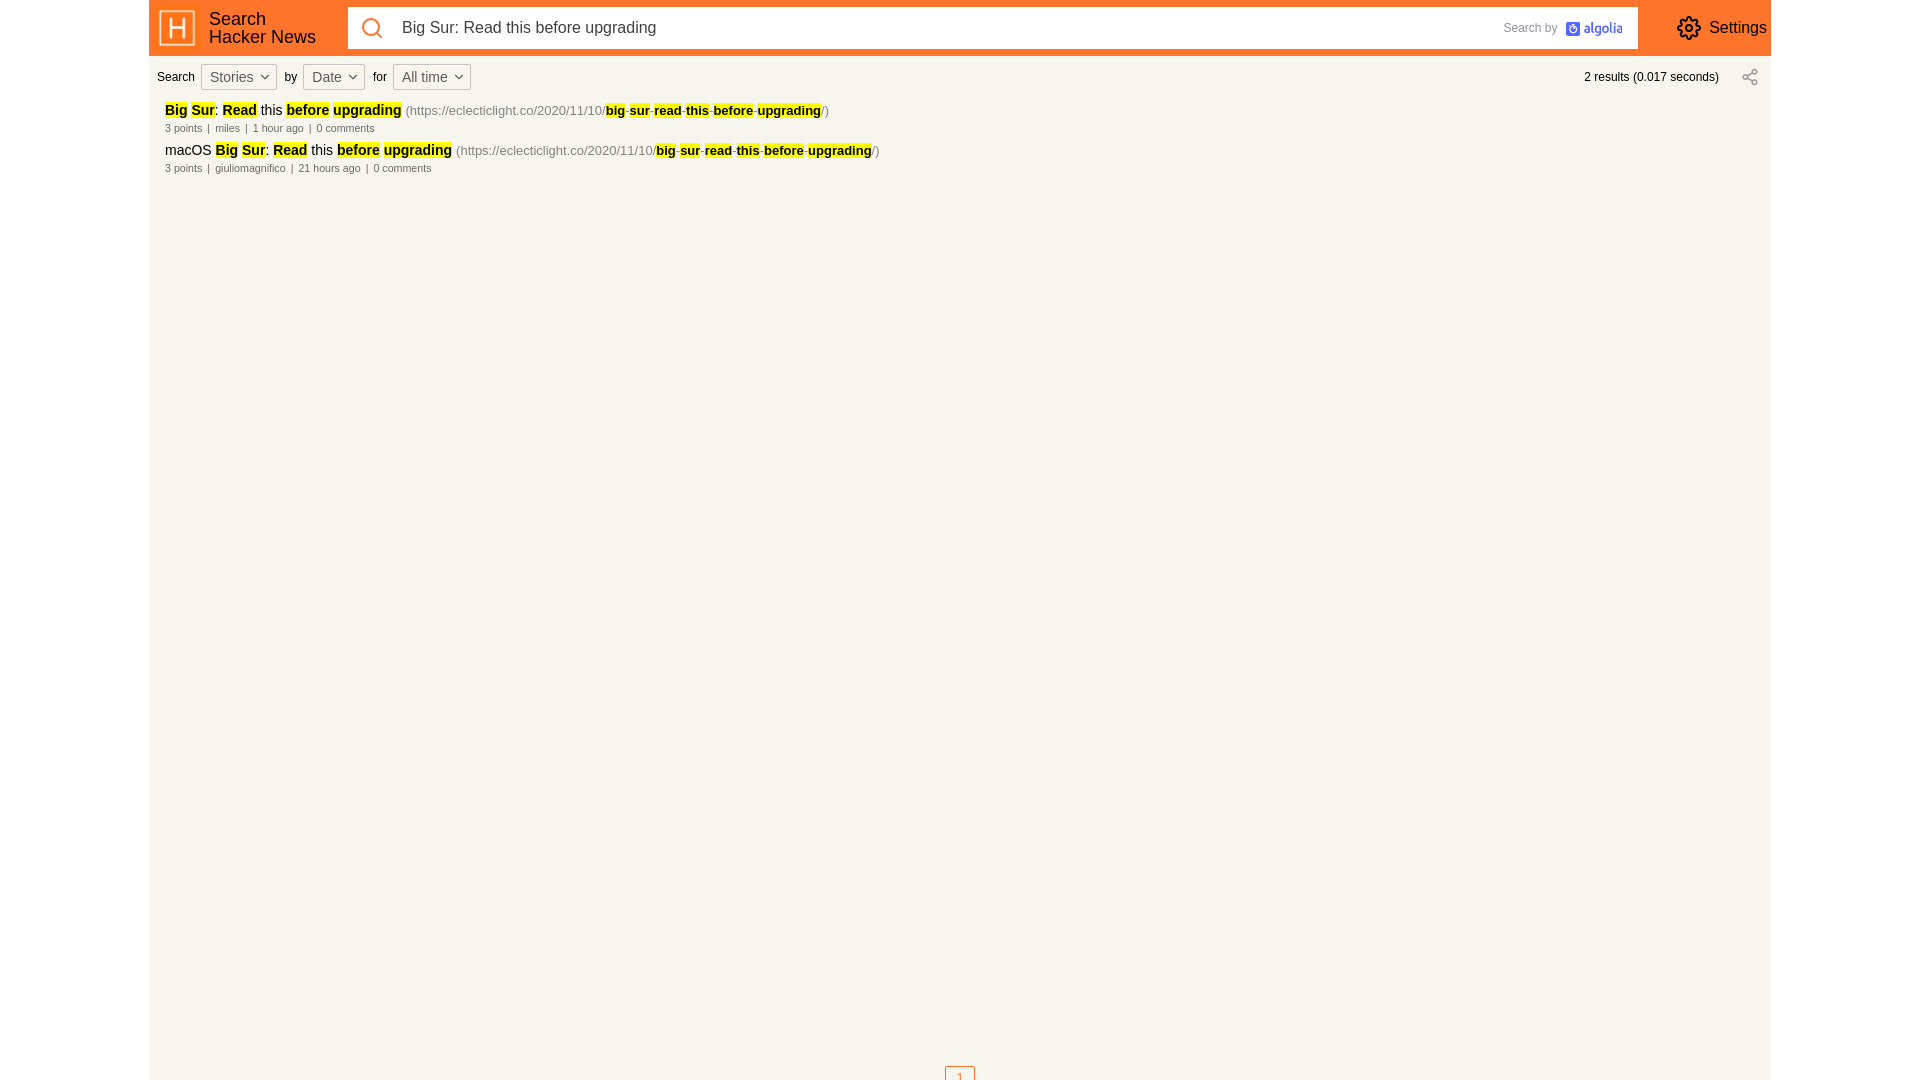 H
Search
Hacker News
Big Sur: Read this before upgrading
Search by algolia
Settings
Search Stories by Date for All time
2 results (0.017 seconds)
Big Sur: Read this before upgrading (https://eclecticlight.co/2020/11/10/big-sur-read-this-before-upgrading/)
3 points | miles | 1 hour ago | 0 comments
macOS Big Sur: Read this before upgrading (https://eclecticlight.co/2020/11/10/big-sur-read-this-before-upgrading/)
3 points | giuliomagnifico | 21 hours ago | 0 comments
1